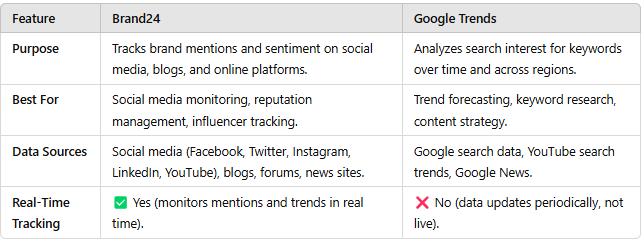 Feature Brand24 Google Trends
Purpose Tracks brand mentions and sentiment on social Analyzes search interest for keywords
media, blogs, and online platforms. over time and across regions.
Best For Social media monitoring, reputation Trend forecasting, keyword research,
management, influencer tracking. content strategy.
Data Sources Social media (Facebook, Twitter, Instagram, Google search data, YouTube search
LinkedIn, YouTube), blogs, forums, news sites. trends, Google News.
Real-Time ✅ Yes (monitors mentions and trends in real ❌ No (data updates periodically, not
Tracking time). live).